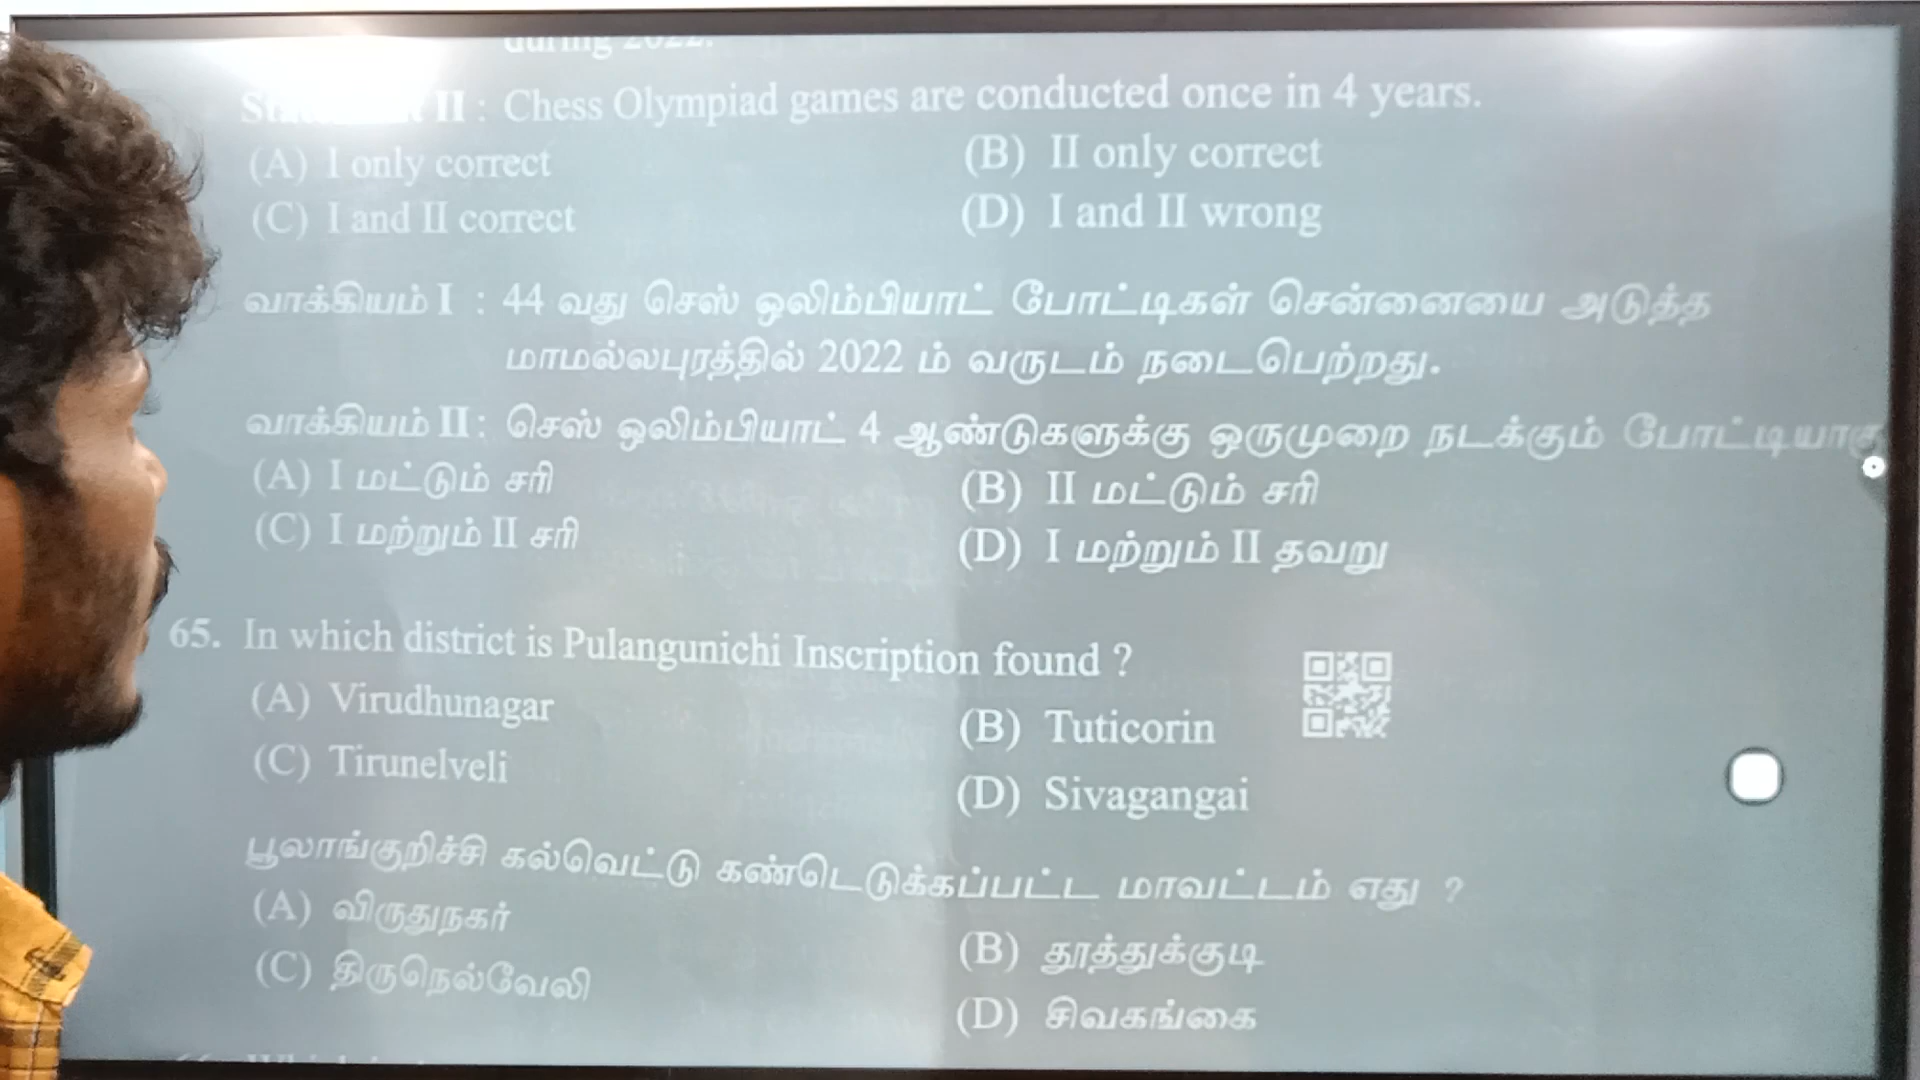 during 2022.
II : Chess Olympiad games are conducted once in 4 years.
(A) I only correct (B) II only correct
(C) I and II correct (D) I and II wrong
வாக்கியம் I : 44 வது செஸ் ஒலிம்பியாட் போட்டிகள் சென்னையை அடுத்த
மாமல்லபுரத்தில் 2022 ம் வருடம் நடைபெற்றது.
வாக்கியம் II : செஸ் ஒலிம்பியாட் 4 ஆண்டுகளுக்கு ஒருமுறை நடக்கும் போட்டியாகு
(A) I மட்டும் சரி (B) II மட்டும் சரி
(C) I மற்றும் II சரி (D) I மற்றும் II தவறு
65. In which district is Pulangunichi Inscription found ?
(A) Virudhunagar (B) Tuticorin
(C) Tirunelveli (D) Sivagangai
பூலாங்குறிச்சி கல்வெட்டு கண்டெடுக்கப்பட்ட மாவட்டம் எது ?
(A) விருதுநகர் (B) தூத்துக்குடி
(C) திருநெல்வேலி (D) சிவகங்கை